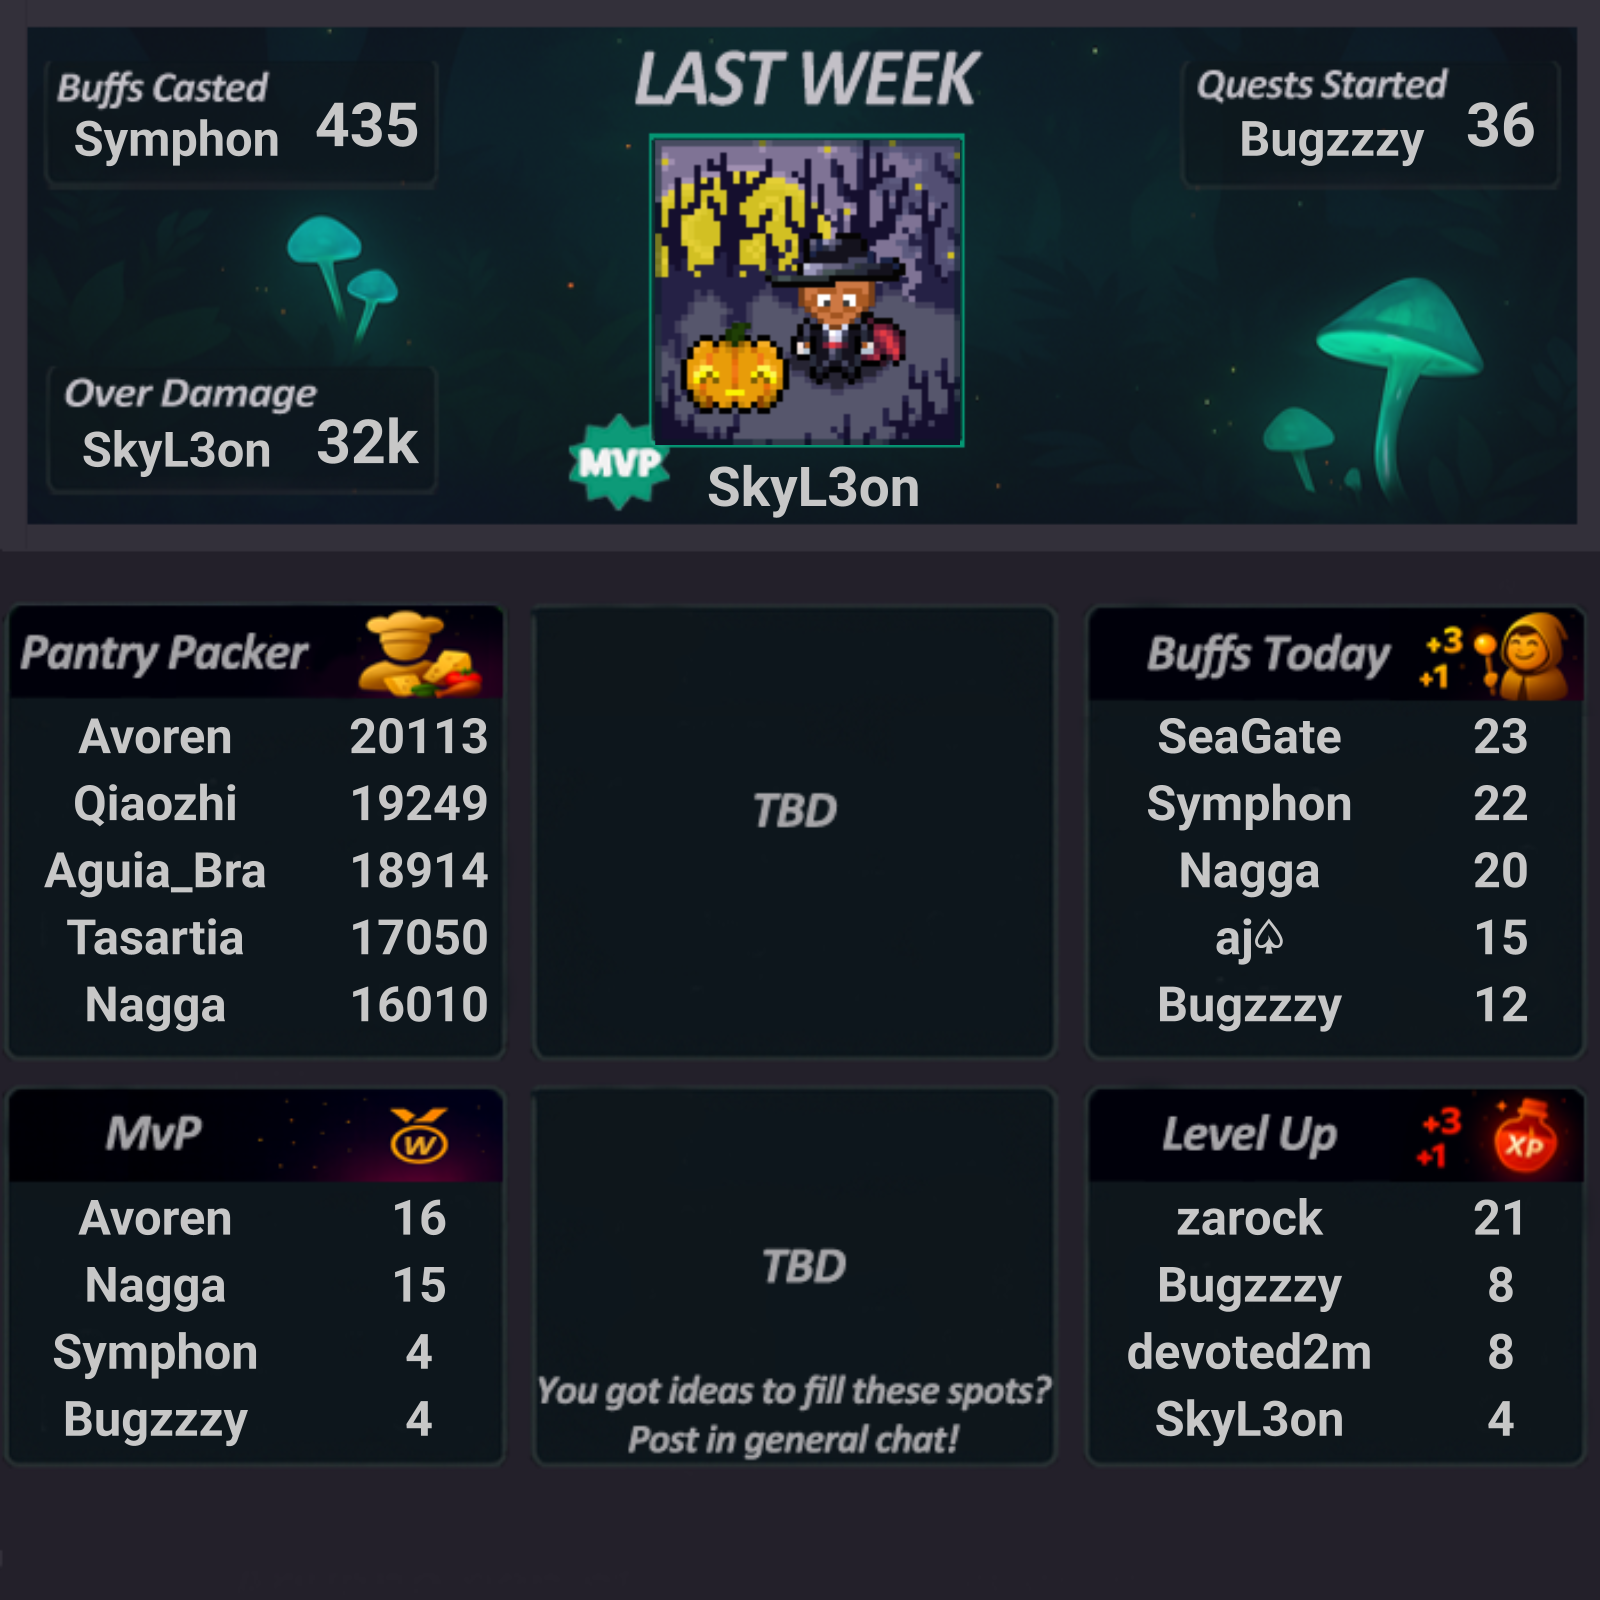 LAST WEEK
Buffs Casted
Symphon 435
Quests Started
Bugzzzy 36
Over Damage
SkyL3on 32k
MVP
SkyL3on
Pantry Packer
Avoren 20113
Qiaozhi 19249
Aguia_Bra 18914
Tasartia 17050
Nagga 16010
TBD
Buffs Today +3 +1
SeaGate 23
Symphon 22
Nagga 20
aj♤ 15
Bugzzzy 12
MvP W
Avoren 16
Nagga 15
Symphon 4
Bugzzzy 4
TBD
You got ideas to fill these spots?
Post in general chat!
Level Up +3 +1 XP
zarock 21
Bugzzzy 8
devoted2m 8
SkyL3on 4